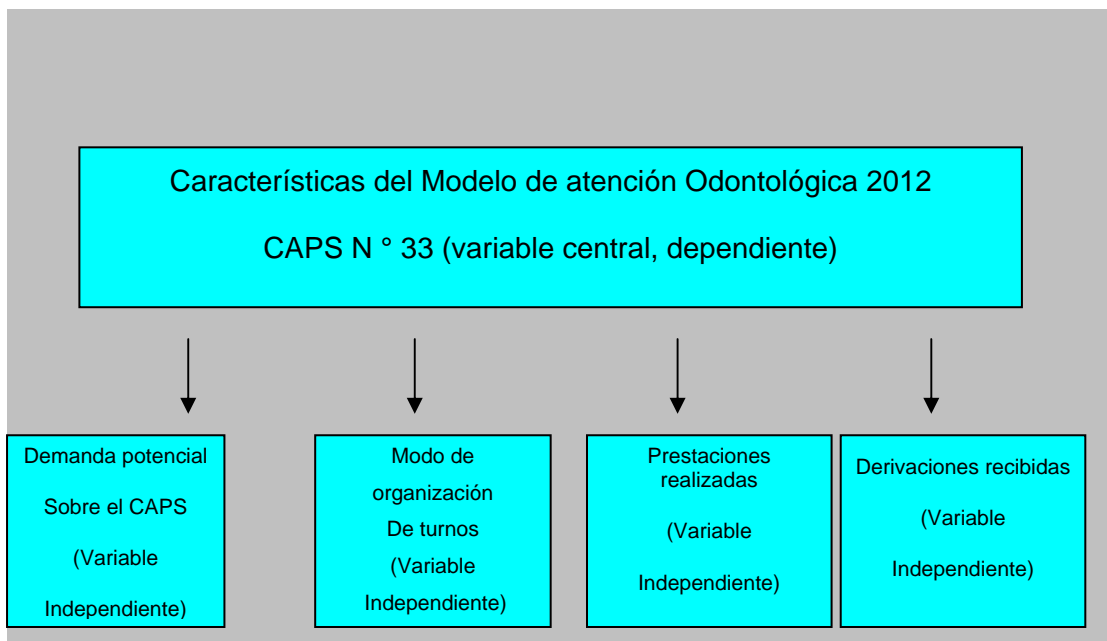 Características del Modelo de atención Odontológica 2012
CAPS N ° 33 (variable central, dependiente)
Demanda potencial
Sobre el CAPS
(Variable
Independiente)
Modo de
organización
De turnos
(Variable
Independiente)
Prestaciones
realizadas
(Variable
Independiente)
Derivaciones recibidas
(Variable
Independiente)